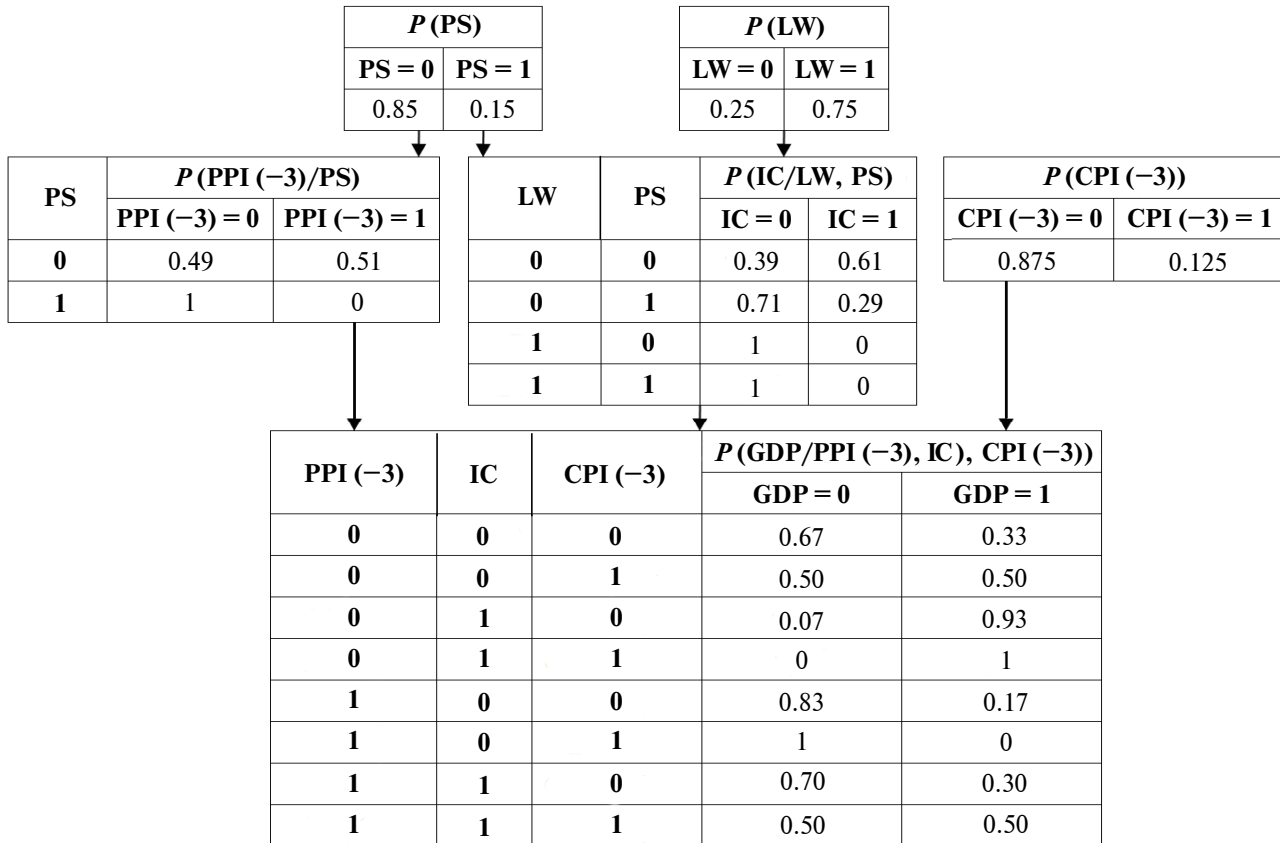 P (PS)
PS = 0 PS = 1
0.85 0.15
P (LW)
LW = 0 LW = 1
0.25 0.75
PS P (PPI (−3)/PS)
PPI (−3) = 0 PPI (−3) = 1
0 0.49 0.51
1 1 0
LW PS P (IC/LW, PS)
IC = 0 IC = 1
0 0 0.39 0.61
0 1 0.71 0.29
1 0 1 0
1 1 1 0
P (CPI (−3))
CPI (−3) = 0 CPI (−3) = 1
0.875 0.125
PPI (−3) IC CPI (−3) P (GDP/PPI (−3), IC), CPI (−3))
GDP = 0 GDP = 1
0 0 0 0.67 0.33
0 0 1 0.50 0.50
0 1 0 0.07 0.93
0 1 1 0 1
1 0 0 0.83 0.17
1 0 1 1 0
1 1 0 0.70 0.30
1 1 1 0.50 0.50